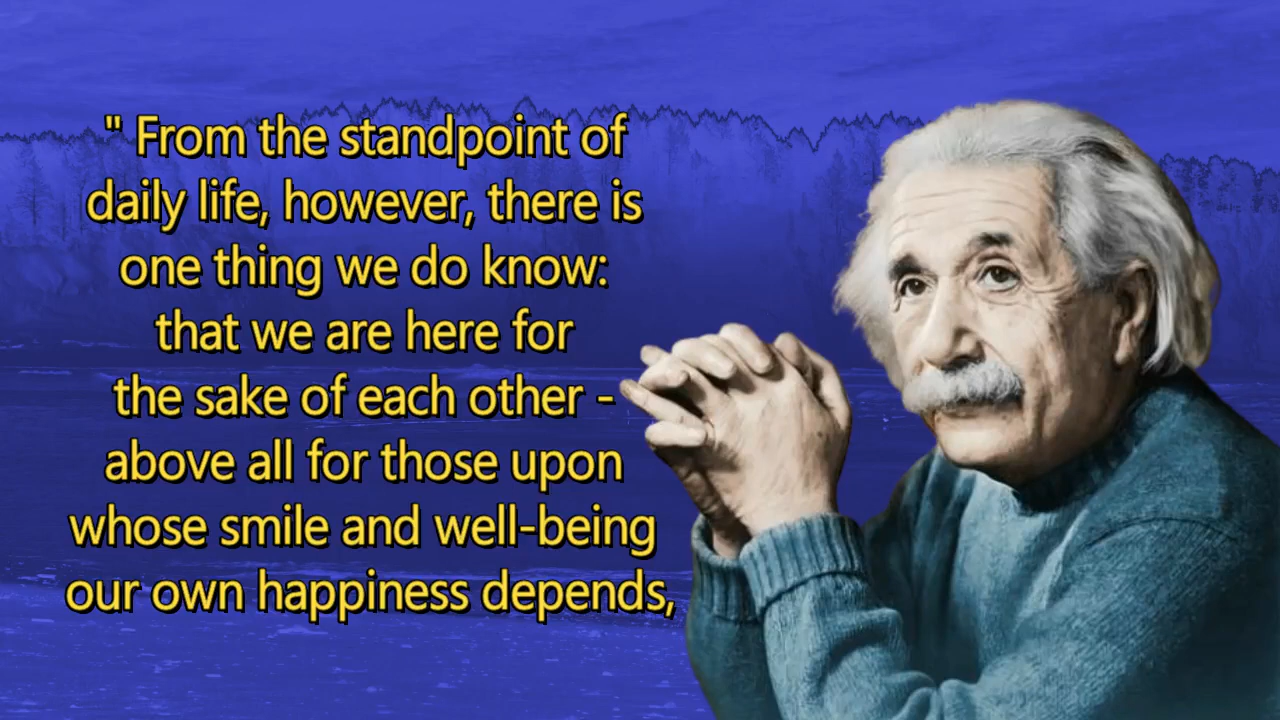 " From the standpoint of
daily life, however, there is
one thing we do know:
that we are here for
the sake of each other -
above all for those upon
whose smile and well-being
our own happiness depends,